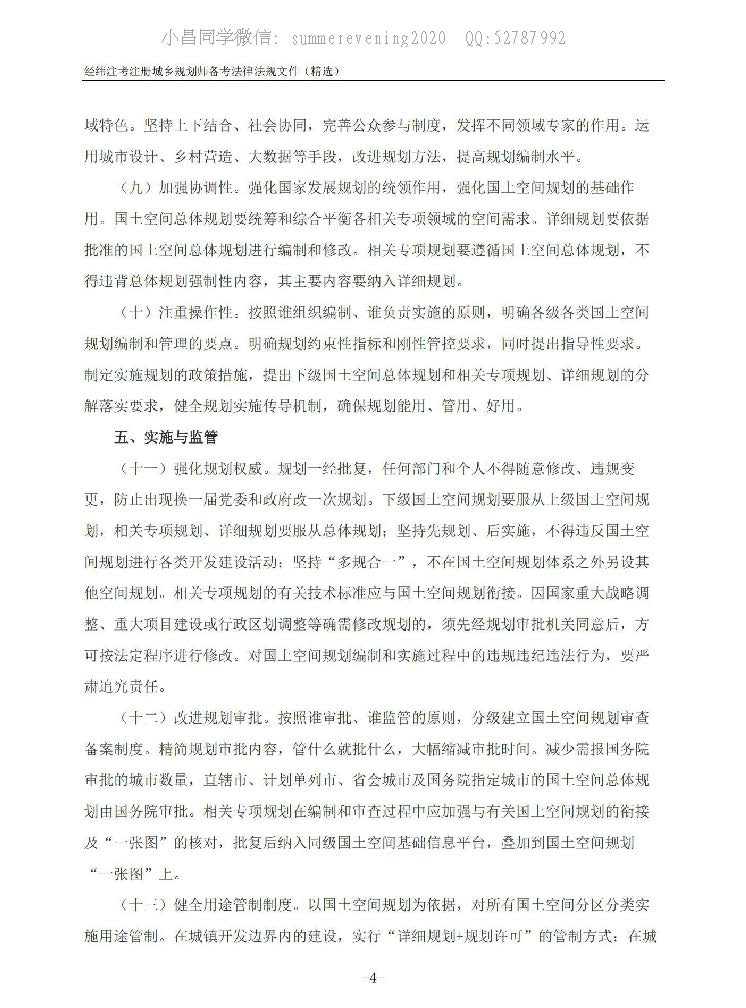 小昌同学微信: summerevening2020 QQ:52787992
经纬注考注册城乡规划师备考法律法规文件（精选）
域特色。坚持上下结合、社会协同，完善公众参与制度，发挥不同领域专家的作用。运
用城市设计、乡村营造、大数据等手段，改进规划方法，提高规划编制水平。
（九）加强协调性。强化国家发展规划的统领作用，强化国土空间规划的基础作
用。国土空间总体规划要统筹和综合平衡各相关专项领域的空间需求。详细规划要依据
批准的国土空间总体规划进行编制和修改。相关专项规划要遵循国土空间总体规划，不
得违背总体规划强制性内容，其主要内容要纳入详细规划。
（十）注重操作性。按照谁组织编制、谁负责实施的原则，明确各级各类国土空间
规划编制和管理的要点。明确规划约束性指标和刚性管控要求，同时提出指导性要求。
制定实施规划的政策措施，提出下级国土空间总体规划和相关专项规划、详细规划的分
解落实要求，健全规划实施传导机制，确保规划能用、管用、好用。
五、实施与监管
（十一）强化规划权威。规划一经批复，任何部门和个人不得随意修改、违规变
更，防止出现换一届党委和政府改一次规划。下级国土空间规划要服从上级国土空间规
划，相关专项规划、详细规划要服从总体规划；坚持先规划、后实施，不得违反国土空
间规划进行各类开发建设活动；坚持“多规合一”，不在国土空间规划体系之外另设其
他空间规划。相关专项规划的有关技术标准应与国土空间规划衔接。因国家重大战略调
整、重大项目建设或行政区划调整等确需修改规划的，须先经规划审批机关同意后，方
可按法定程序进行修改。对国土空间规划编制和实施过程中的违规违纪违法行为，要严
肃追究责任。
（十二）改进规划审批。按照谁审批、谁监管的原则，分级建立国土空间规划审查
备案制度。精简规划审批内容，管什么就批什么，大幅缩减审批时间。减少需报国务院
审批的城市数量，直辖市、计划单列市、省会城市及国务院指定城市的国土空间总体规
划由国务院审批。相关专项规划在编制和审查过程中应加强与有关国土空间规划的衔接
及“一张图”的核对，批复后纳入同级国土空间基础信息平台，叠加到国土空间规划
“一张图”上。
（十三）健全用途管制制度。以国土空间规划为依据，对所有国土空间分区分类实
施用途管制。在城镇开发边界内的建设，实行“详细规划+规划许可”的管制方式；在城
-4-